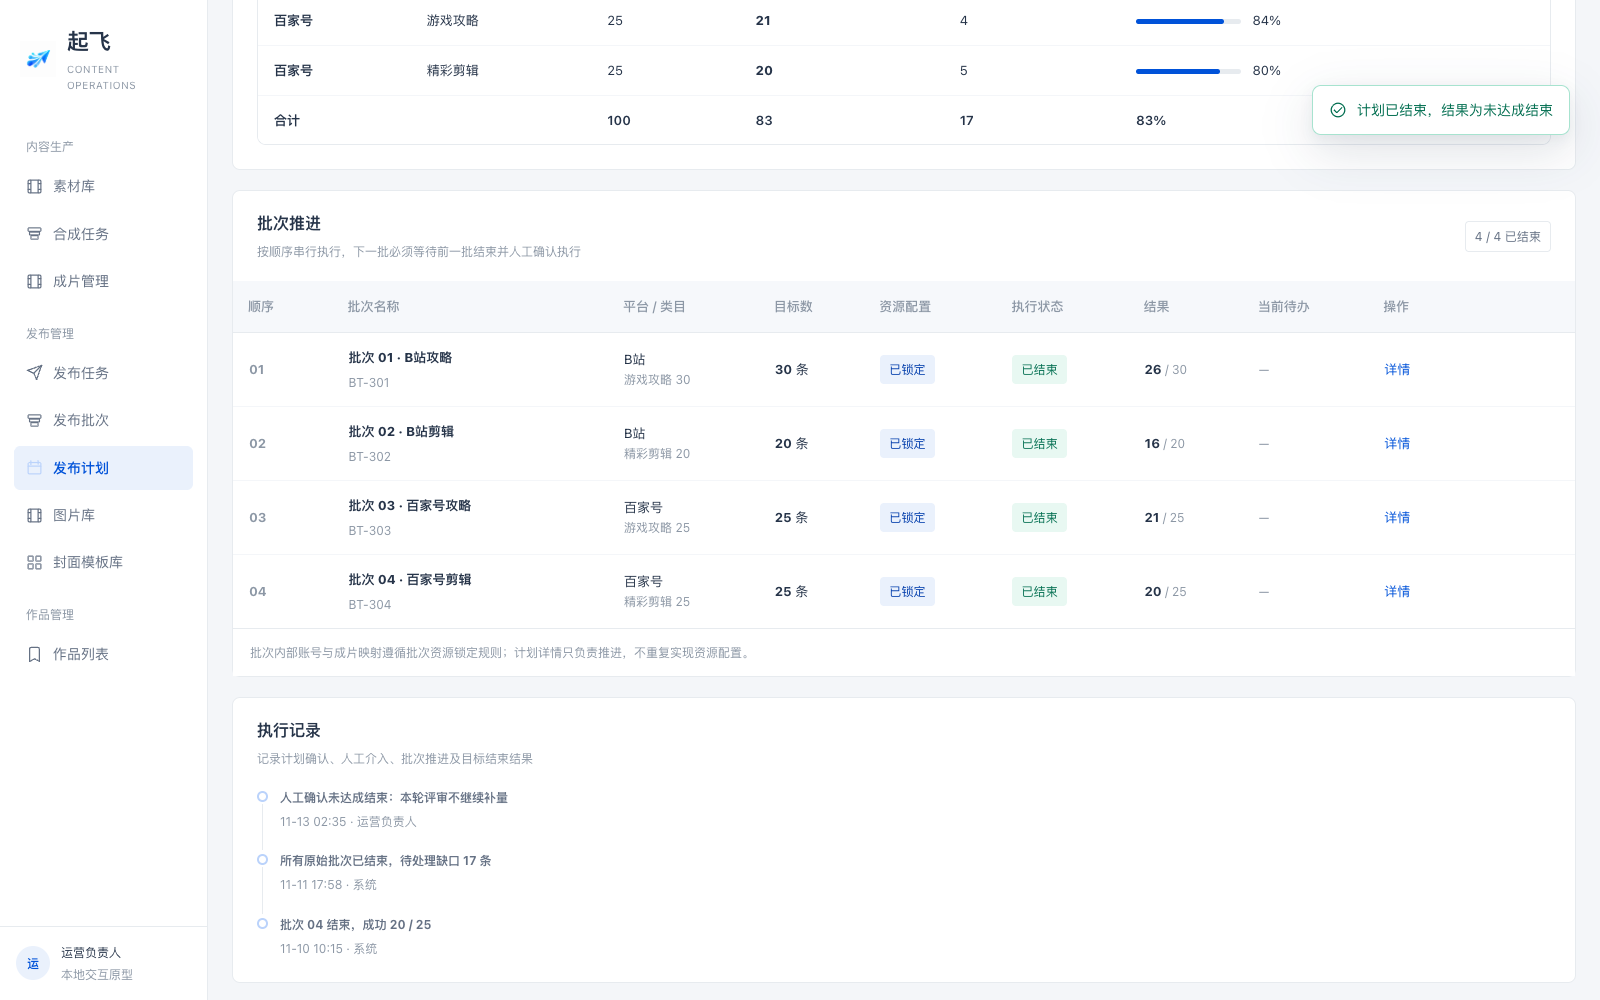 起飞
CONTENT
OPERATIONS
内容生产
素材库
合成任务
成片管理
发布管理
发布任务
发布批次
发布计划
图片库
封面模板库
作品管理
作品列表
运
运营负责人
本地交互原型
百家号 游戏攻略 25 21 4 84%
百家号 精彩剪辑 25 20 5 80%
合计 100 83 17 83%
计划已结束，结果为未达成结束
批次推进
按顺序串行执行，下一批必须等待前一批结束并人工确认执行
4 / 4 已结束
顺序 批次名称 平台 / 类目 目标数 资源配置 执行状态 结果 当前待办 操作
01 批次 01 · B站攻略 B站 30 条 已锁定 已结束 26 / 30 — 详情
BT-301 游戏攻略 30
02 批次 02 · B站剪辑 B站 20 条 已锁定 已结束 16 / 20 — 详情
BT-302 精彩剪辑 20
03 批次 03 · 百家号攻略 百家号 25 条 已锁定 已结束 21 / 25 — 详情
BT-303 游戏攻略 25
04 批次 04 · 百家号剪辑 百家号 25 条 已锁定 已结束 20 / 25 — 详情
BT-304 精彩剪辑 25
批次内部账号与成片映射遵循批次资源锁定规则；计划详情只负责推进，不重复实现资源配置。
执行记录
记录计划确认、人工介入、批次推进及目标结束结果
人工确认未达成结束：本轮评审不继续补量
11-13 02:35 · 运营负责人
所有原始批次已结束，待处理缺口 17 条
11-11 17:58 · 系统
批次 04 结束，成功 20 / 25
11-10 10:15 · 系统